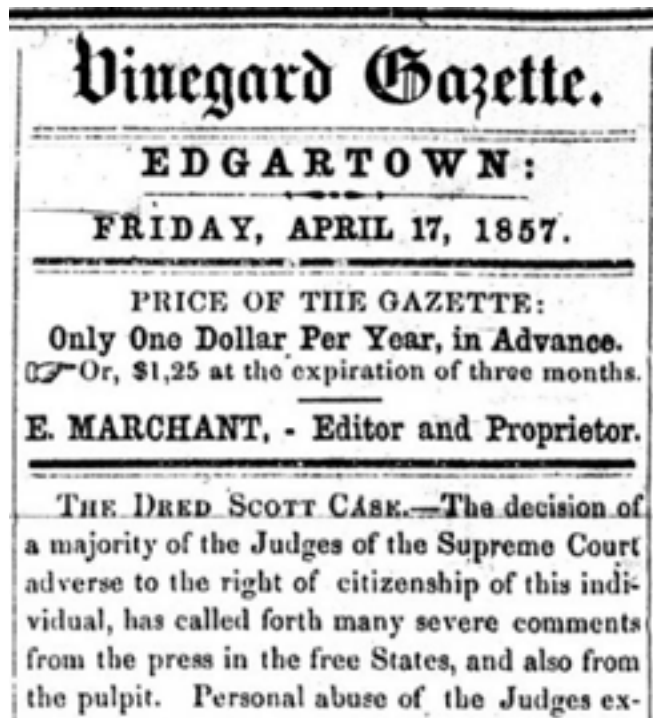 Vinegard Gazette.
EDGARTOWN:
FRIDAY, APRIL 17, 1857.
PRICE OF THE GAZETTE:
Only One Dollar Per Year, in Advance.
☞Or, $1,25 at the expiration of three months.
E. MARCHANT, - Editor and Proprietor.
THE DRED SCOTT CASE.—The decision of
a majority of the Judges of the Supreme Court
adverse to the right of citizenship of this indi-
vidual, has called forth many severe comments
from the press in the free States, and also from
the pulpit. Personal abuse of the Judges ex-